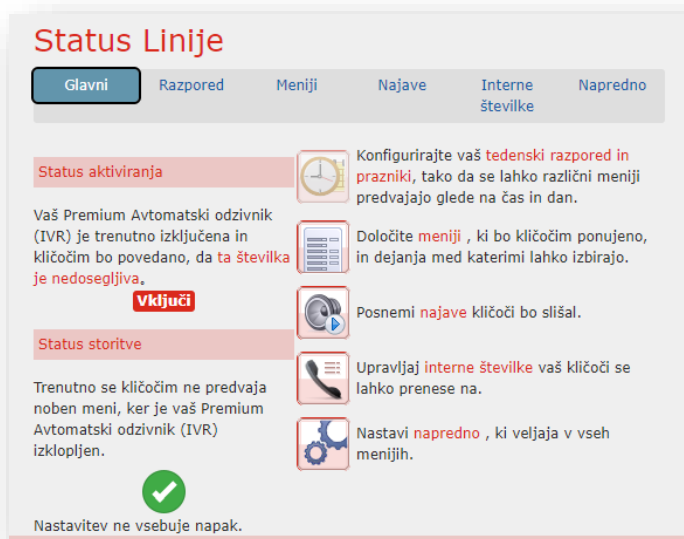 Status Linije
Glavni
Razpored
Meniji
Najave
Interne
številke
Napredno
Status aktiviranja
Vaš Premium Avtomatski odzivnik
(IVR) je trenutno izključena in
kličočim bo povedano, da ta številka
je nedosegljiva.
Vključi
Status storitve
Trenutno se kličočim ne predvaja
noben meni, ker je vaš Premium
Avtomatski odzivnik (IVR)
izklopljen.
Nastavitev ne vsebuje napak.
Konfigurirajte vaš tedenski razpored in
prazniki, tako da se lahko različni meniji
predvajajo glede na čas in dan.
Določite meniji , ki bo kličočim ponujeno,
in dejanja med katerimi lahko izbirajo.
Posnemi najave kličoči bo slišal.
Upravljaj interne številke vaš kličoči se
lahko prenese na.
Nastavi napredno , ki veljaja v vseh
menijih.